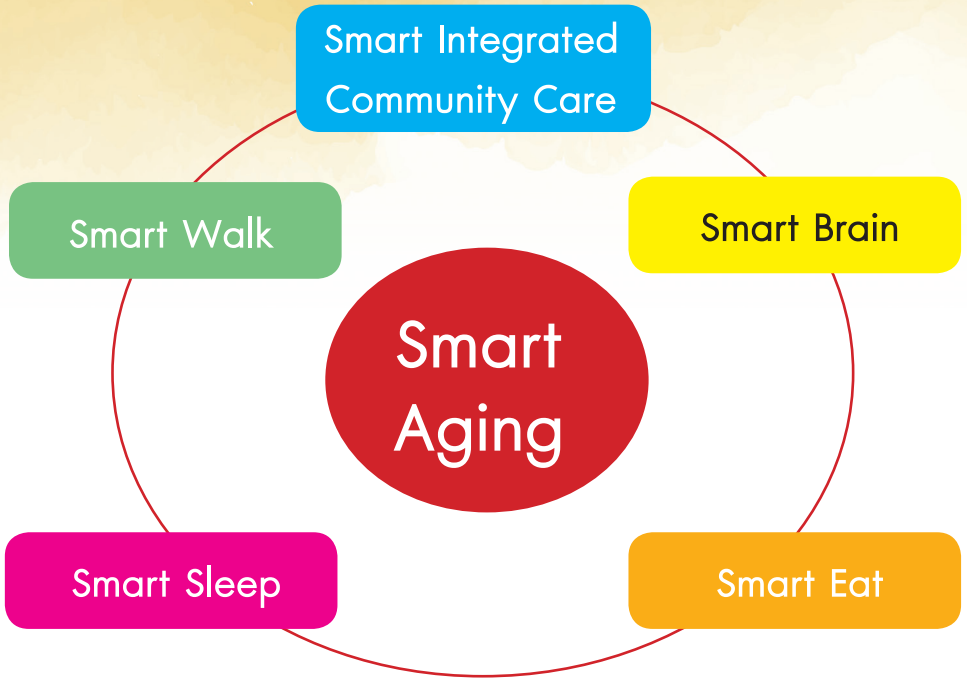 Smart Integrated
Community Care
Smart Walk
Smart Brain
Smart
Aging
Smart Sleep
Smart Eat